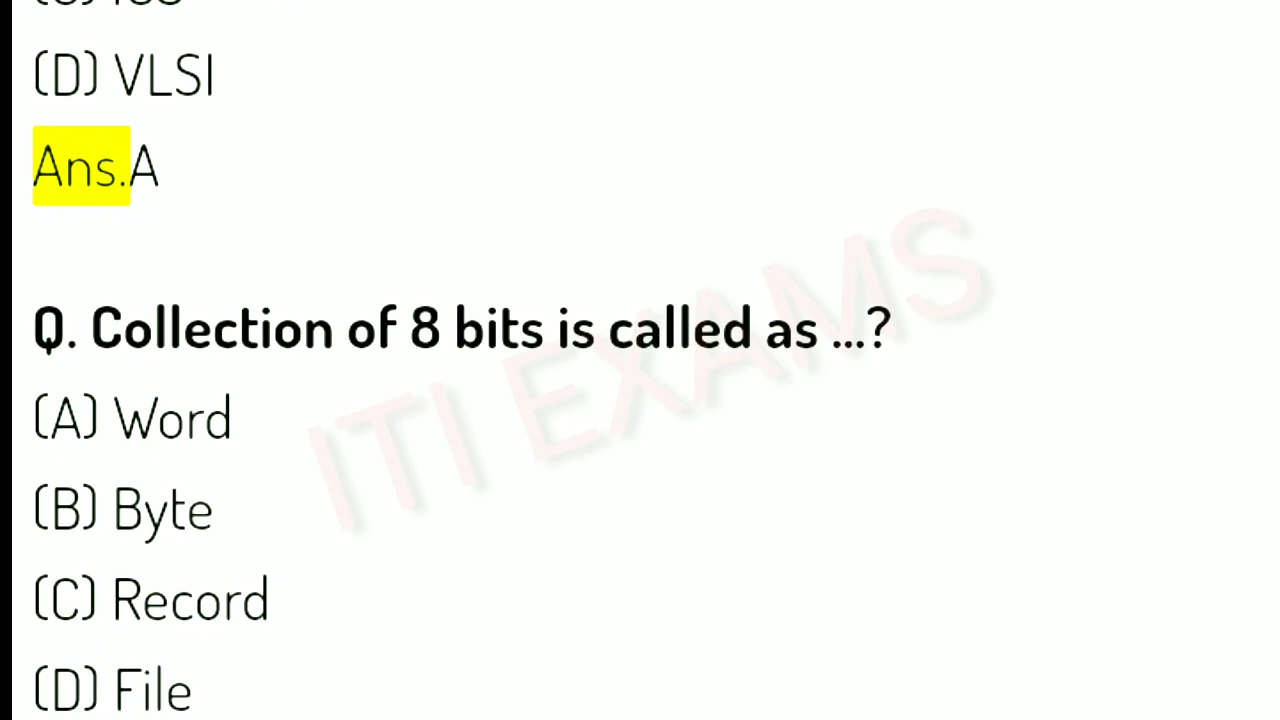 (D) VLSI
Ans.A
Q. Collection of 8 bits is called as ...?
ITI EXAMS
(A) Word
(B) Byte
(C) Record
(D) File